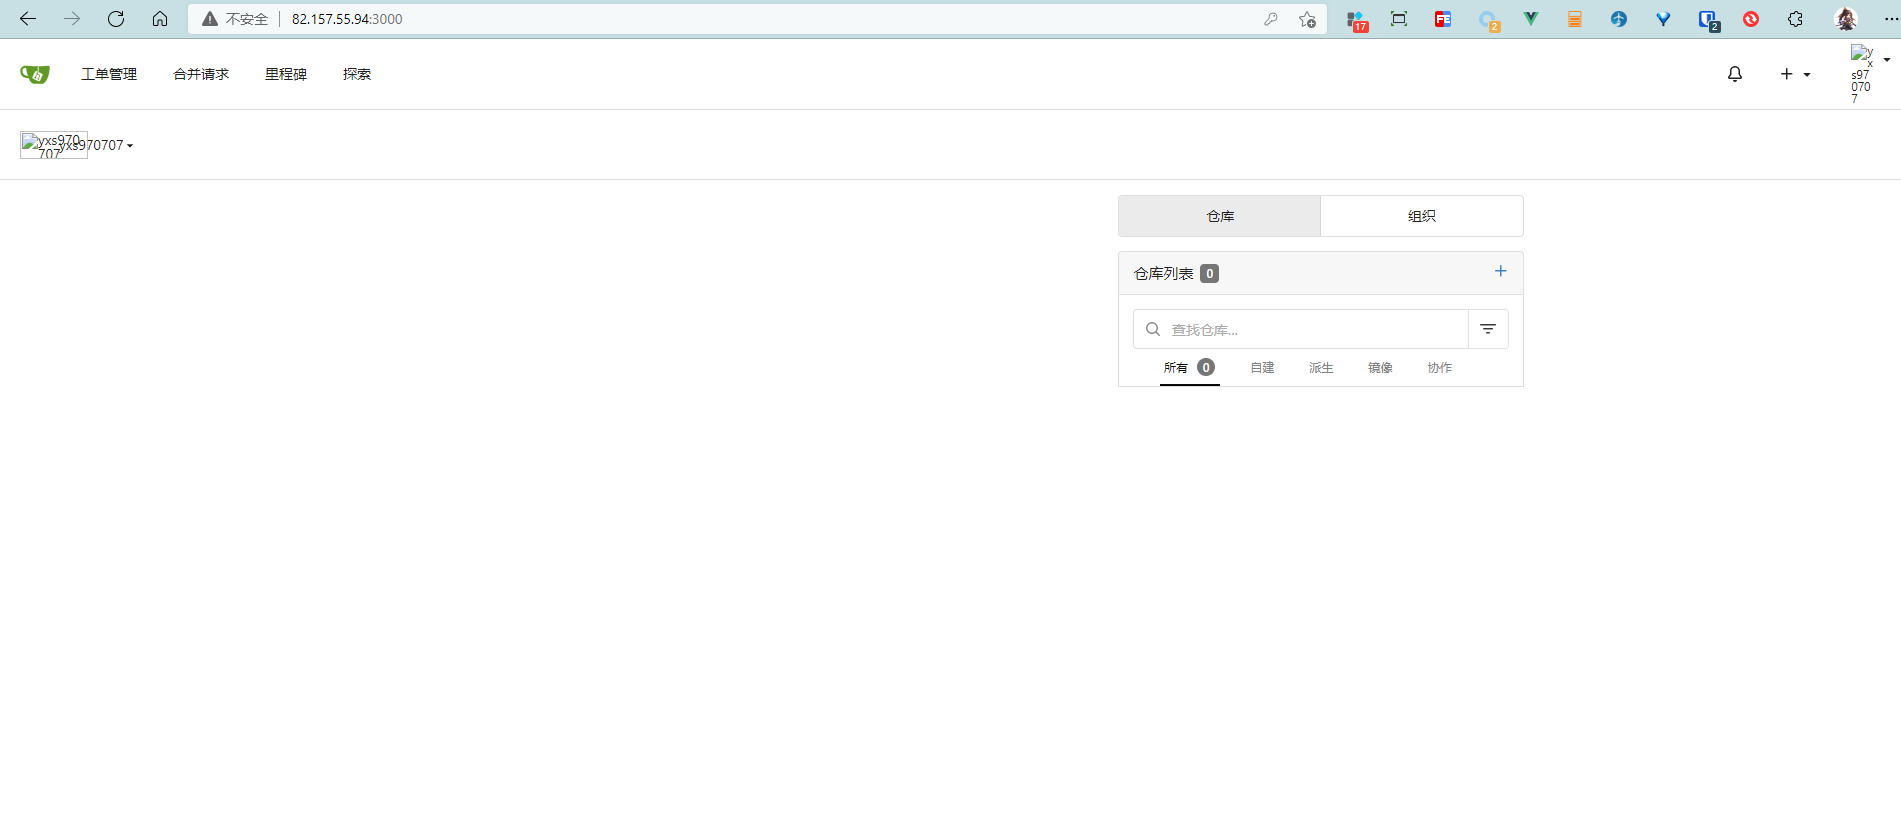 不安全 82.157.55.94:3000 17 2 2
工单管理 合并请求 里程碑 探索
yxs970707
yxs970707 yxs970707
仓库 组织
仓库列表 0
查找仓库...
所有 0 自建 派生 镜像 协作